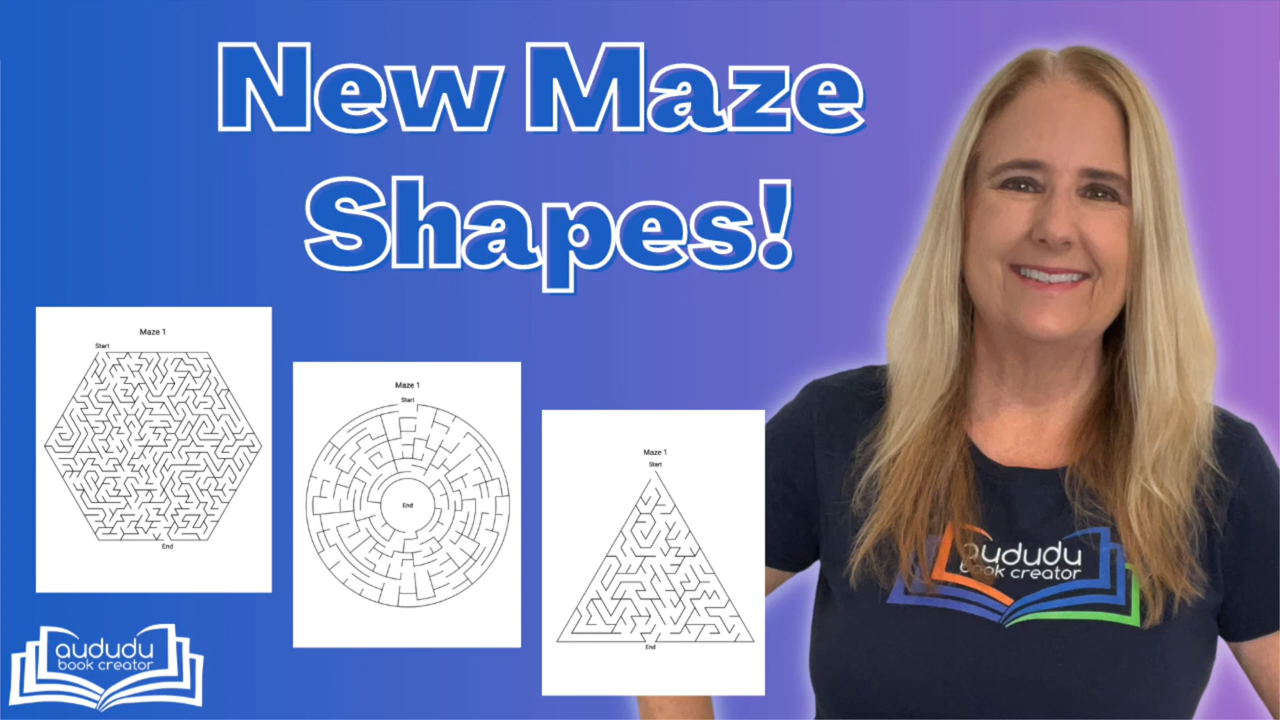 New Maze
Shapes!
Maze 1
Start
End
Maze 1
Start
End
Maze 1
Start
End
aududu
book creator
aududu
book creator